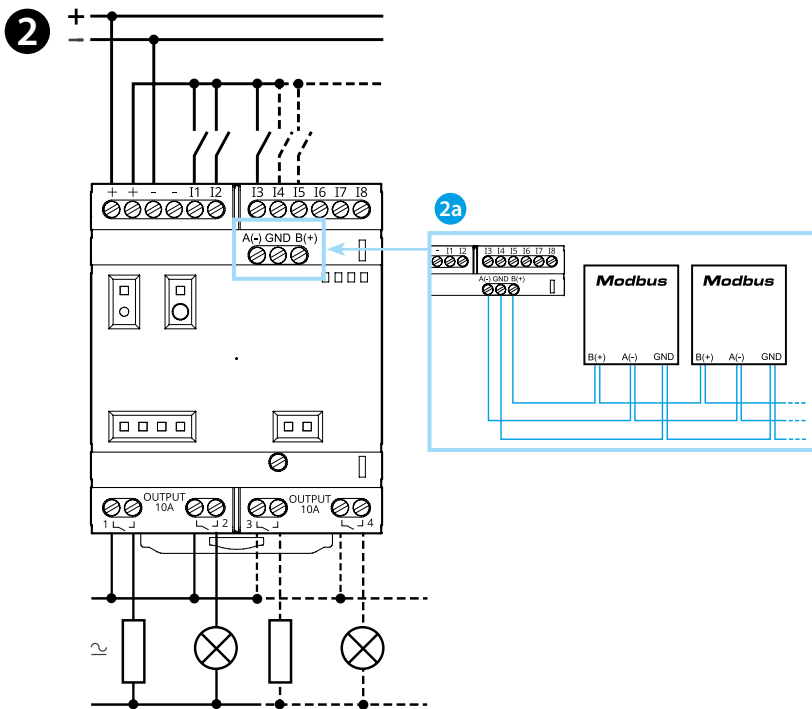 2
+
−
+ + - - I1 I2 I3 I4 I5 I6 I7 I8
A(-) GND B(+)
2a
- I1 I2 I3 I4 I5 I6 I7 I8
A(-) GND B(+)
Modbus Modbus
B(+) A(-) GND B(+) A(-) GND
OUTPUT
10A
1 2
OUTPUT
10A
3 4
≃